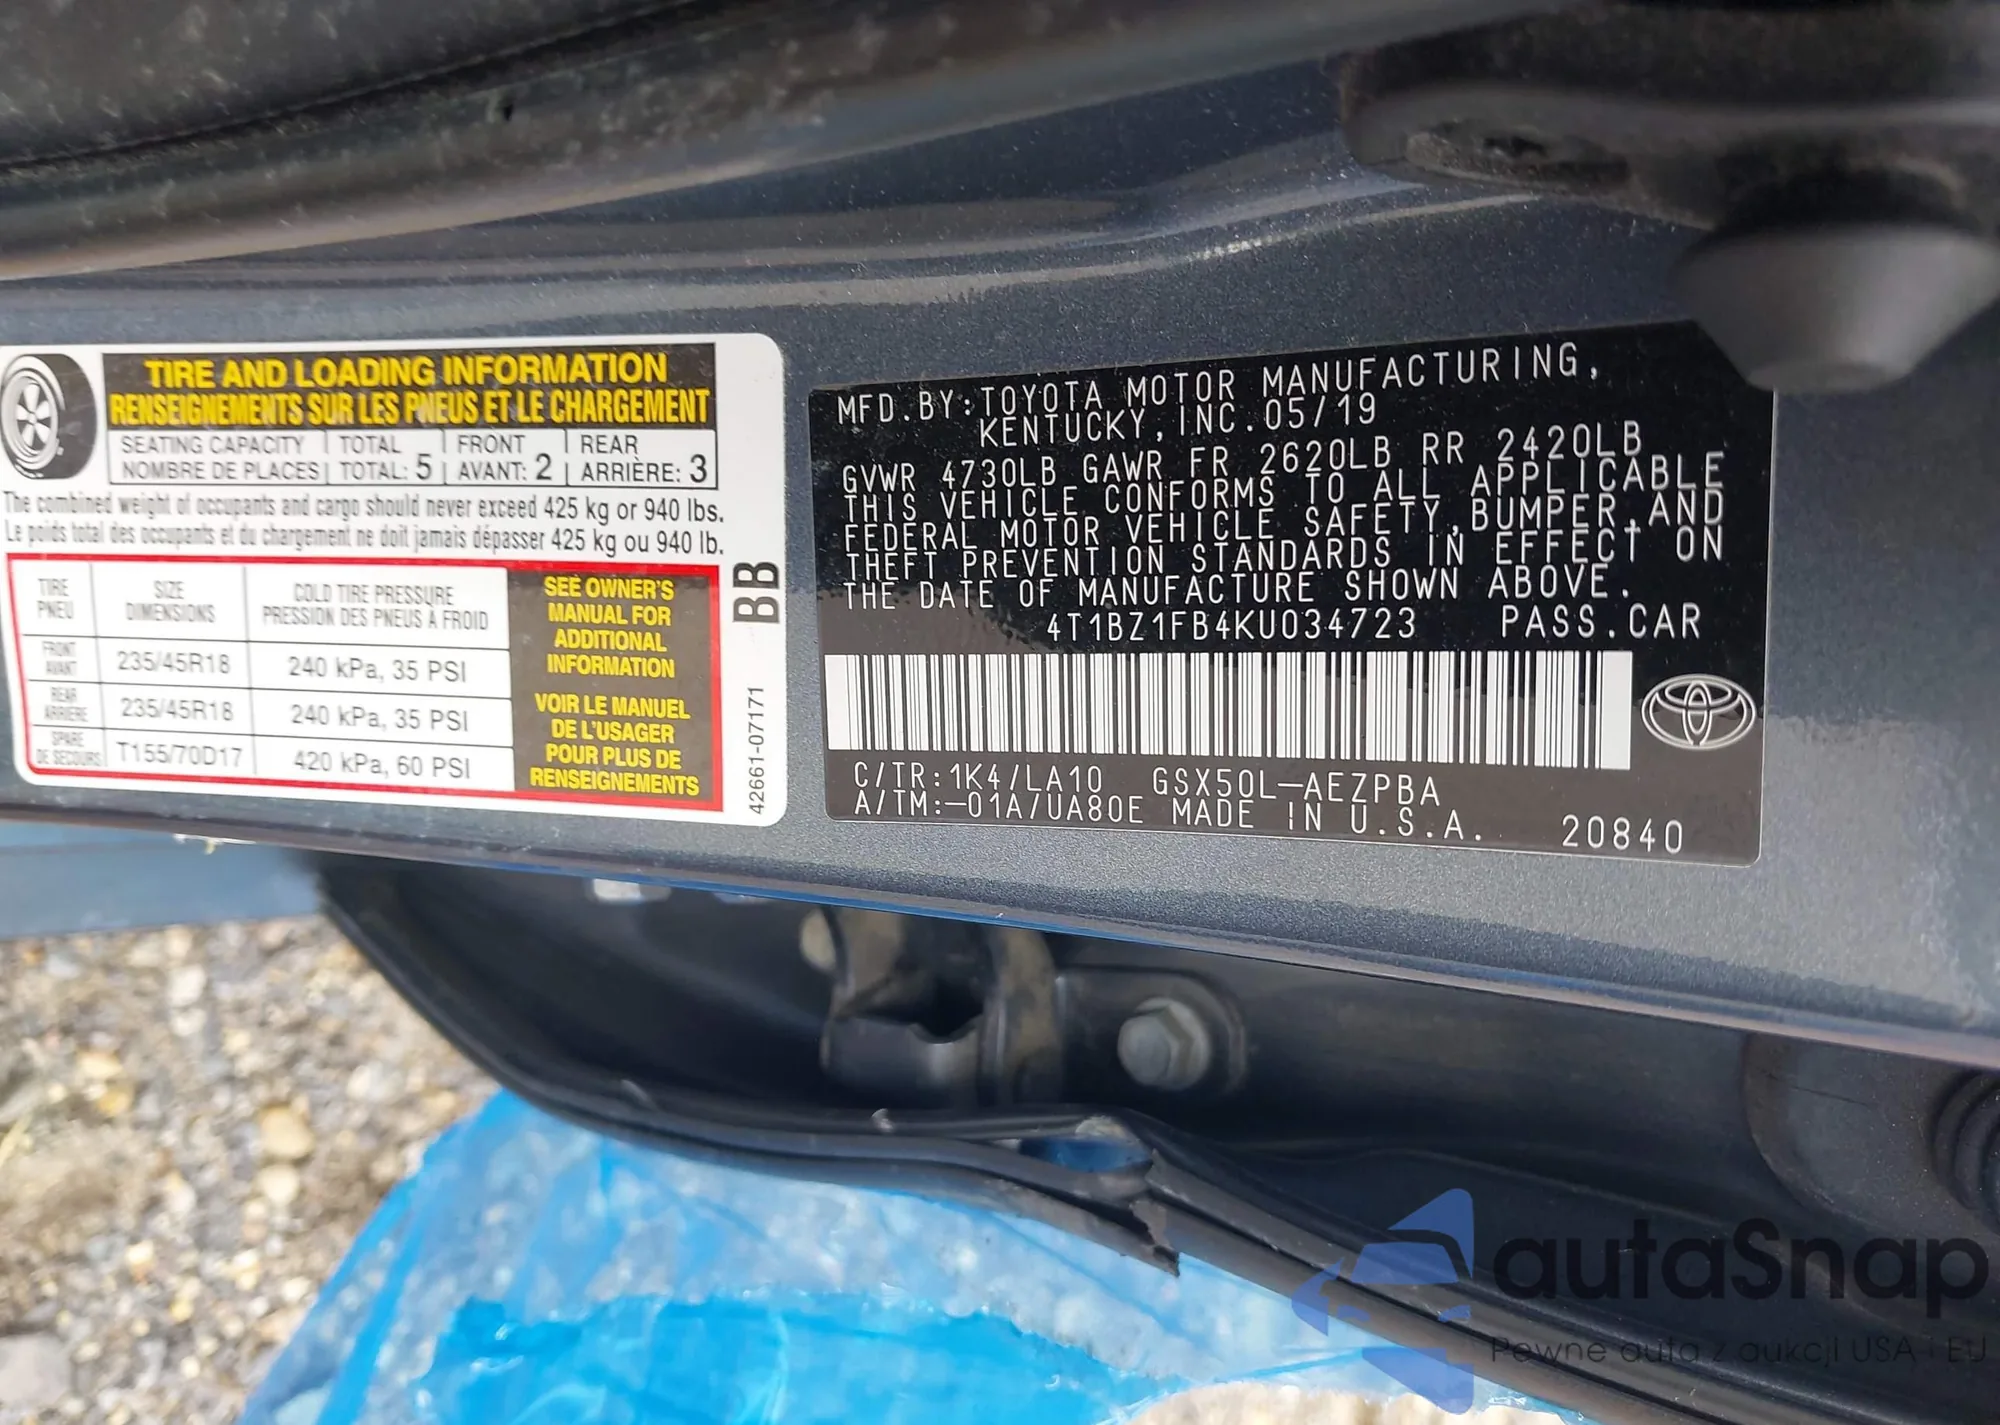 TIRE AND LOADING INFORMATION
RENSEIGNEMENTS SUR LES PNEUS ET LE CHARGEMENT
SEATING CAPACITY TOTAL FRONT REAR
NOMBRE DE PLACES TOTAL: 5 AVANT: 2 ARRIÈRE: 3
The combined weight of occupants and cargo should never exceed 425 kg or 940 lbs.
Le poids total des occupants et du chargement ne doit jamais dépasser 425 kg ou 940 lb.
TIRE SIZE COLD TIRE PRESSURE
PNEU DIMENSIONS PRESSION DES PNEUS À FROID
FRONT
AVANT 235/45R18 240 kPa, 35 PSI
REAR
ARRIÈRE 235/45R18 240 kPa, 35 PSI
SPARE
DE SECOURS T155/70D17 420 kPa, 60 PSI
SEE OWNER'S
MANUAL FOR
ADDITIONAL
INFORMATION
VOIR LE MANUEL
DE L'USAGER
POUR PLUS DE
RENSEIGNEMENTS
BB
42661-07171
MFD.BY:TOYOTA MOTOR MANUFACTURING,
KENTUCKY,INC.05/19
GVWR 4730LB GAWR FR 2620LB RR 2420LB
THIS VEHICLE CONFORMS TO ALL APPLICABLE
FEDERAL MOTOR VEHICLE SAFETY,BUMPER,AND
THEFT PREVENTION STANDARDS IN EFFECT ON
THE DATE OF MANUFACTURE SHOWN ABOVE.
4T1BZ1FB4KU034723 PASS.CAR
C/TR:1K4/LA10 GSX50L-AEZPBA
A/TM:-01A/UA80E MADE IN U.S.A.
20840
autaSnap
Pewne auta z aukcji USA i EU